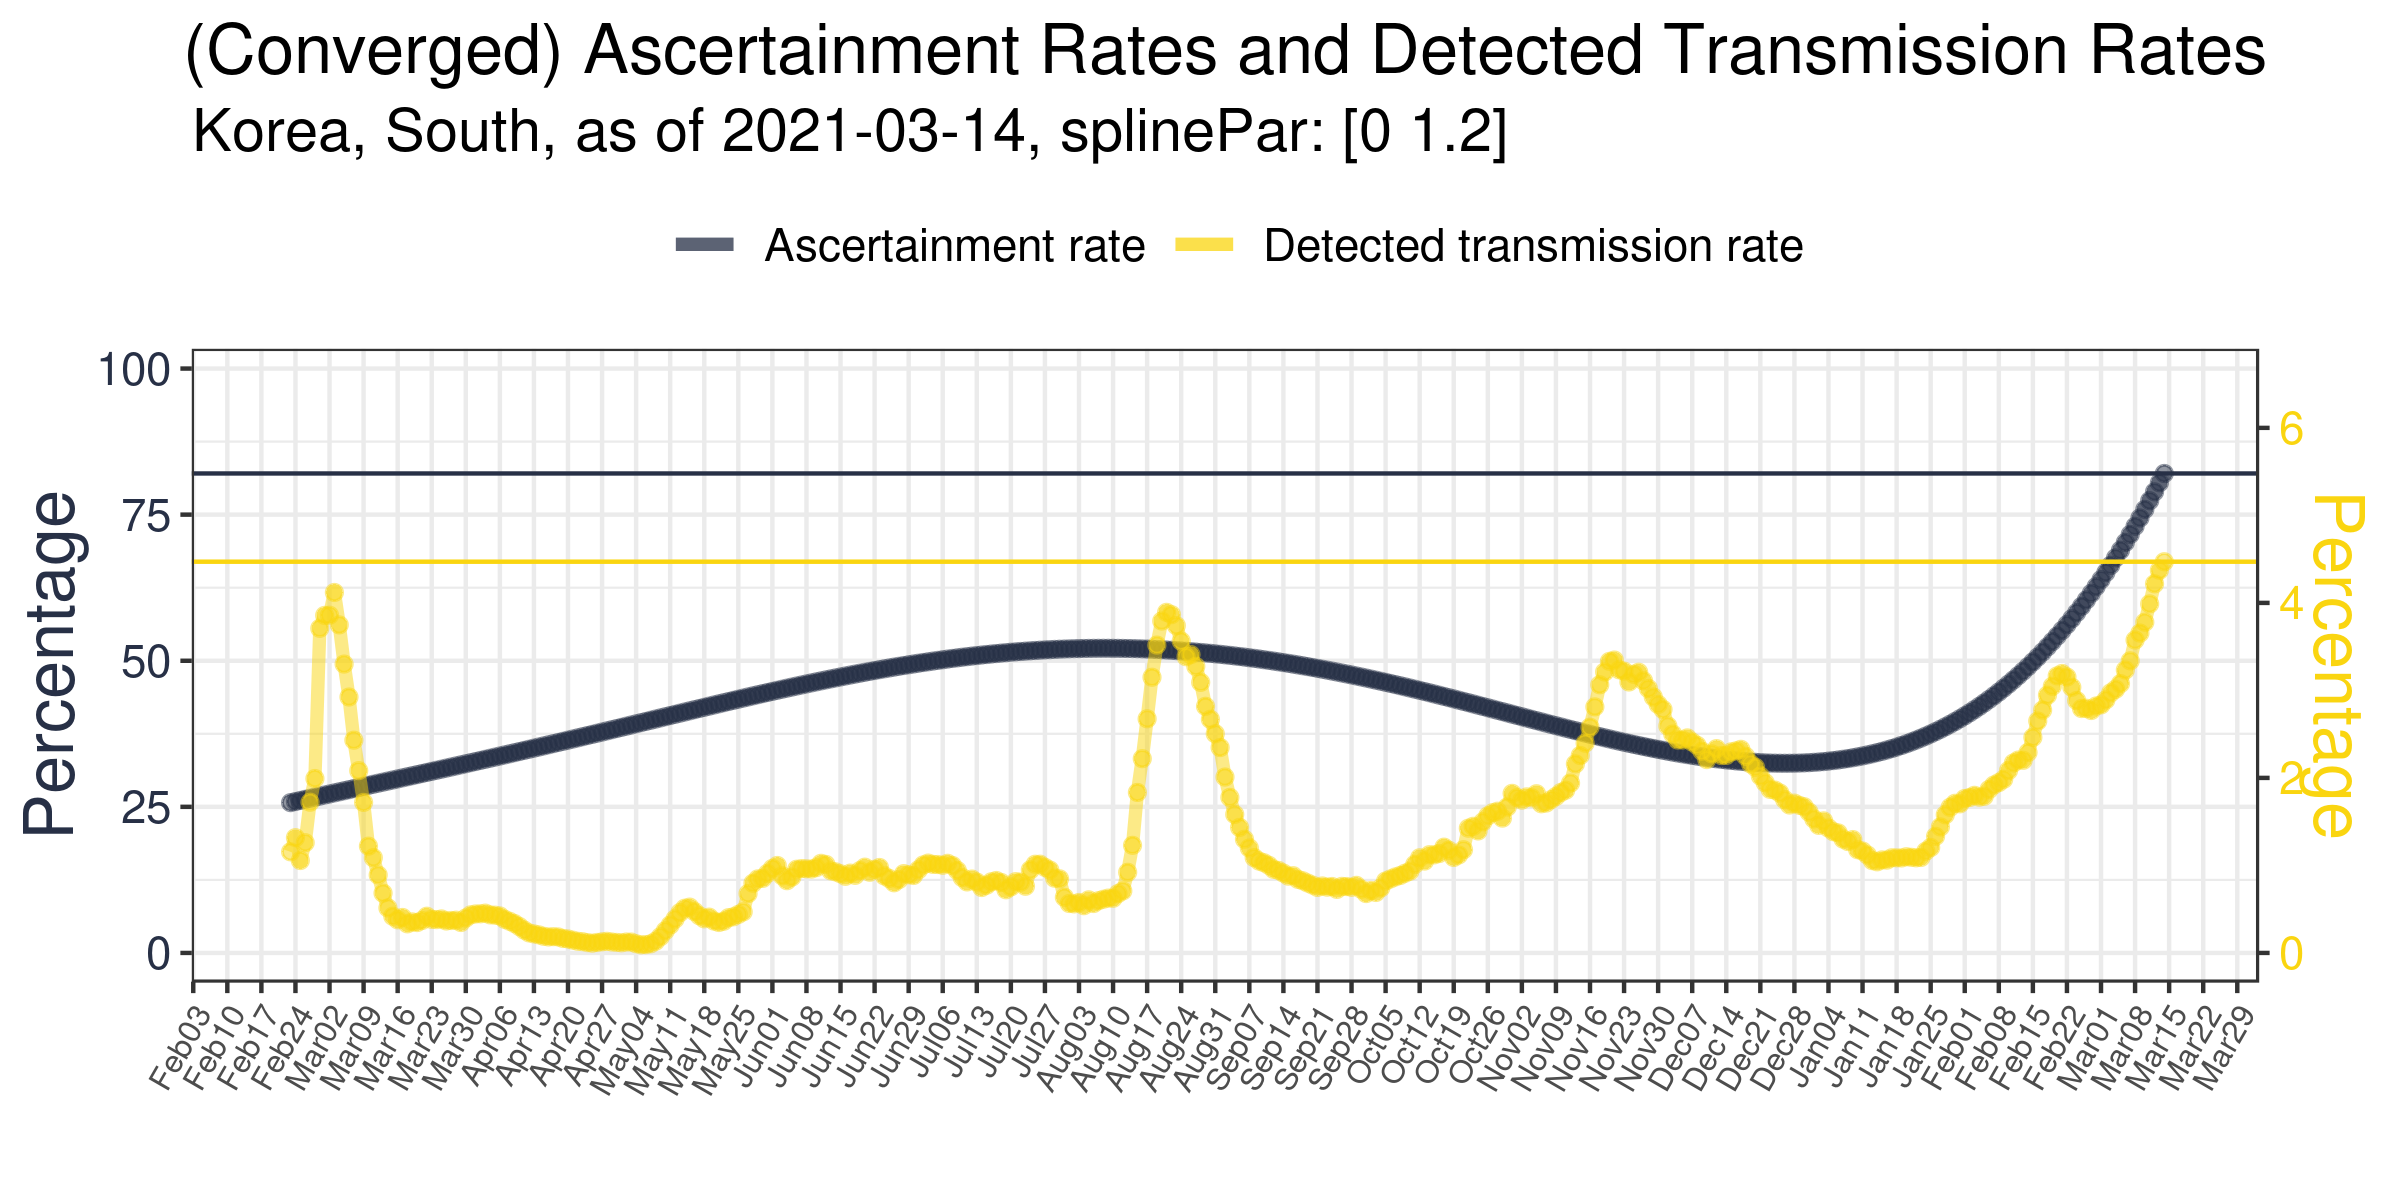 (Converged) Ascertainment Rates and Detected Transmission Rates
Korea, South, as of 2021-03-14, splinePar: [0 1.2]
Ascertainment rate
Detected transmission rate
Percentage
100
75
50
25
0
6
4
2
0
Percentage
Feb03
Feb10
Feb17
Feb24
Mar02
Mar09
Mar16
Mar23
Mar30
Apr06
Apr13
Apr20
Apr27
May04
May11
May18
May25
Jun01
Jun08
Jun15
Jun22
Jun29
Jul06
Jul13
Jul20
Jul27
Aug03
Aug10
Aug17
Aug24
Aug31
Sep07
Sep14
Sep21
Sep28
Oct05
Oct12
Oct19
Oct26
Nov02
Nov09
Nov16
Nov23
Nov30
Dec07
Dec14
Dec21
Dec28
Jan04
Jan11
Jan18
Jan25
Feb01
Feb08
Feb15
Feb22
Mar01
Mar08
Mar15
Mar22
Mar29